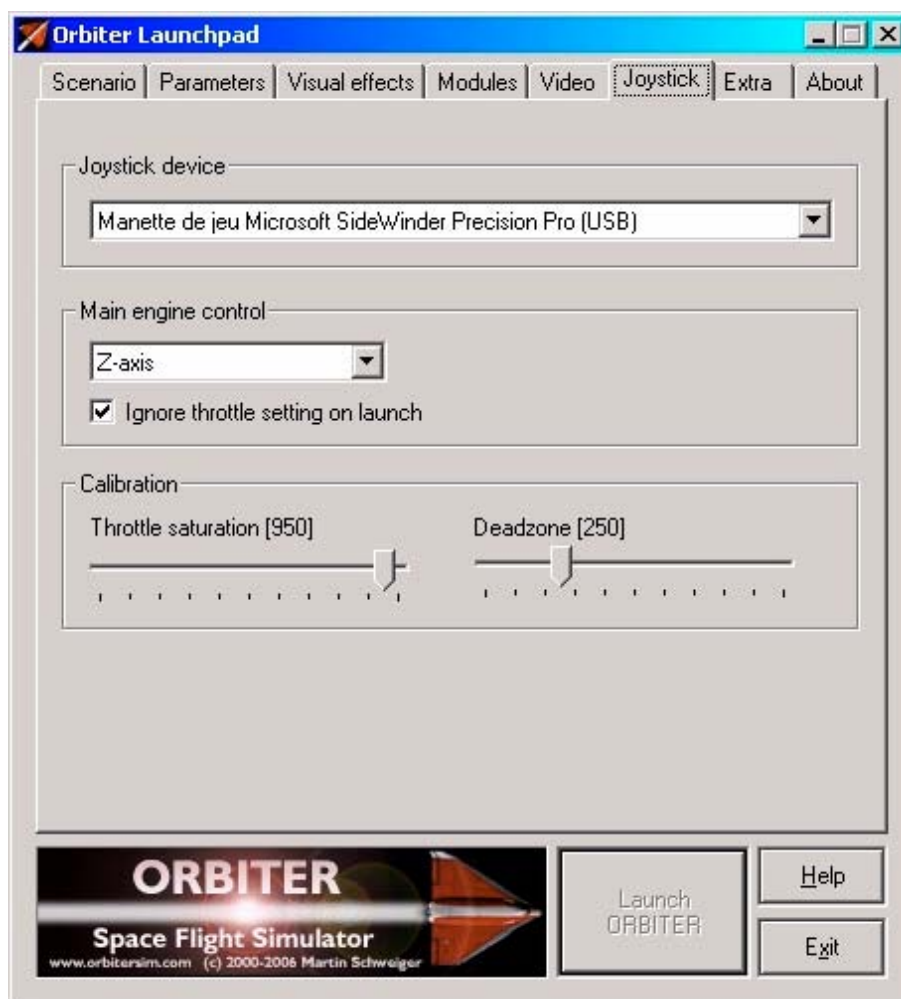 Orbiter Launchpad
Scenario Parameters Visual effects Modules Video Joystick Extra About
Joystick device
Manette de jeu Microsoft SideWinder Precision Pro (USB)
Main engine control
Z-axis
Ignore throttle setting on launch
Calibration
Throttle saturation [950] Deadzone [250]
ORBITER
Space Flight Simulator
www.orbitersim.com (c) 2000-2006 Martin Schweiger
Launch
ORBITER
Help
Exit